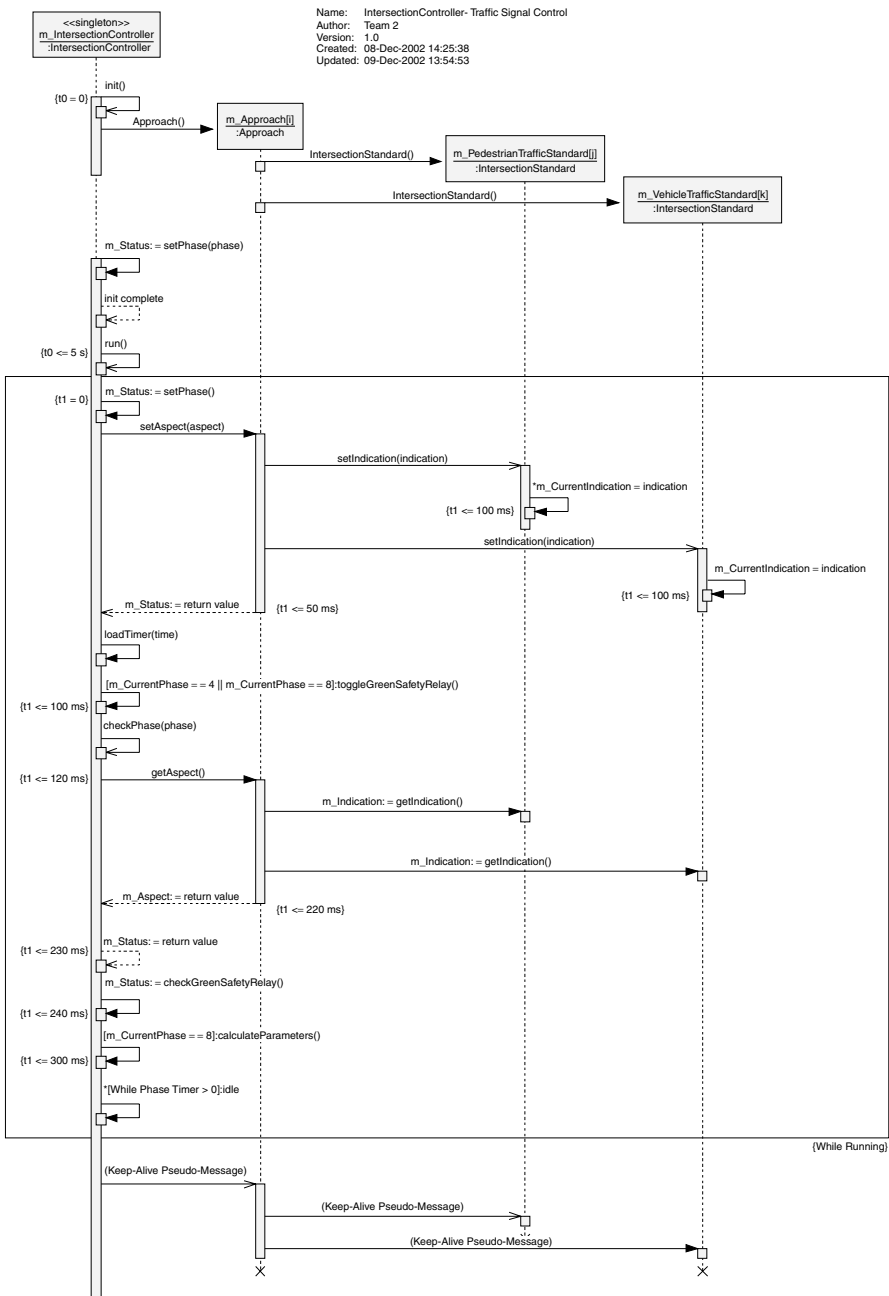 Name: IntersectionController- Traffic Signal Control
Author: Team 2
Version: 1.0
Created: 08-Dec-2002 14:25:38
Updated: 09-Dec-2002 13:54:53
<<singleton>>
m_IntersectionController
:IntersectionController
init()
{t0 = 0}
Approach()
m_Approach[i]
:Approach
IntersectionStandard()
m_PedestrianTrafficStandard[j]
:IntersectionStandard
IntersectionStandard()
m_VehicleTrafficStandard[k]
:IntersectionStandard
m_Status: = setPhase(phase)
init complete
run()
{t0 <= 5 s}
m_Status: = setPhase()
{t1 = 0}
setAspect(aspect)
setIndication(indication)
*m_CurrentIndication = indication
{t1 <= 100 ms}
setIndication(indication)
m_CurrentIndication = indication
{t1 <= 100 ms}
m_Status: = return value
{t1 <= 50 ms}
loadTimer(time)
[m_CurrentPhase = = 4 || m_CurrentPhase = = 8]:toggleGreenSafetyRelay()
{t1 <= 100 ms}
checkPhase(phase)
{t1 <= 120 ms}
getAspect()
m_Indication: = getIndication()
m_Indication: = getIndication()
m_Aspect: = return value
{t1 <= 220 ms}
m_Status: = return value
{t1 <= 230 ms}
m_Status: = checkGreenSafetyRelay()
{t1 <= 240 ms}
[m_CurrentPhase = = 8]:calculateParameters()
{t1 <= 300 ms}
*[While Phase Timer > 0]:idle
{While Running}
(Keep-Alive Pseudo-Message)
(Keep-Alive Pseudo-Message)
(Keep-Alive Pseudo-Message)